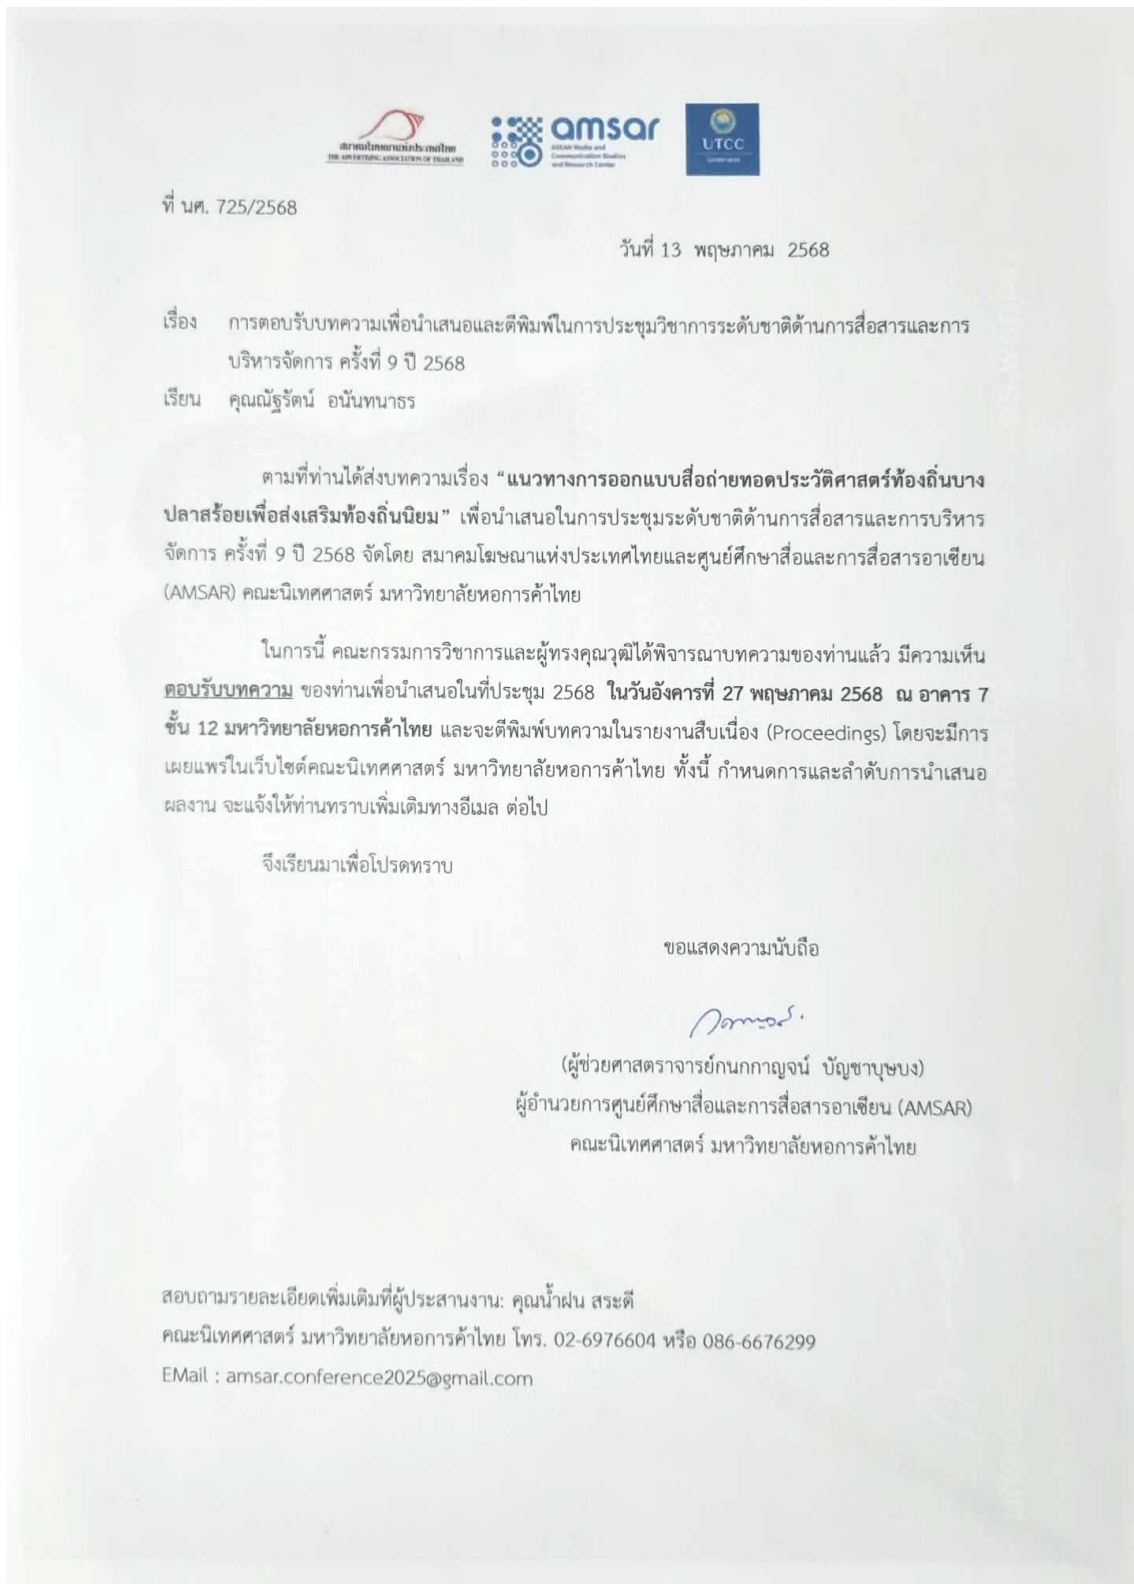 สมาคมโฆษณาแห่งประเทศไทย
THE ADVERTISING ASSOCIATION OF THAILAND
amsar
ASEAN Media and
Communication Studies
and Research Center
UTCC
ที่ นศ. 725/2568
วันที่ 13 พฤษภาคม 2568
เรื่อง การตอบรับบทความเพื่อนำเสนอและตีพิมพ์ในการประชุมวิชาการระดับชาติด้านการสื่อสารและการ
บริหารจัดการ ครั้งที่ 9 ปี 2568
เรียน คุณณัฐรัตน์ อนันทนาธร
ตามที่ท่านได้ส่งบทความเรื่อง “แนวทางการออกแบบสื่อถ่ายทอดประวัติศาสตร์ท้องถิ่นบาง
ปลาสร้อยเพื่อส่งเสริมท้องถิ่นนิยม” เพื่อนำเสนอในการประชุมระดับชาติด้านการสื่อสารและการบริหาร
จัดการ ครั้งที่ 9 ปี 2568 จัดโดย สมาคมโฆษณาแห่งประเทศไทยและศูนย์ศึกษาสื่อและการสื่อสารอาเซียน
(AMSAR) คณะนิเทศศาสตร์ มหาวิทยาลัยหอการค้าไทย
ในการนี้ คณะกรรมการวิชาการและผู้ทรงคุณวุฒิได้พิจารณาบทความของท่านแล้ว มีความเห็น
ตอบรับบทความ ของท่านเพื่อนำเสนอในที่ประชุม 2568 ในวันอังคารที่ 27 พฤษภาคม 2568 ณ อาคาร 7
ชั้น 12 มหาวิทยาลัยหอการค้าไทย และจะตีพิมพ์บทความในรายงานสืบเนื่อง (Proceedings) โดยจะมีการ
เผยแพร่ในเว็บไซต์คณะนิเทศศาสตร์ มหาวิทยาลัยหอการค้าไทย ทั้งนี้ กำหนดการและลำดับการนำเสนอ
ผลงาน จะแจ้งให้ท่านทราบเพิ่มเติมทางอีเมล ต่อไป
จึงเรียนมาเพื่อโปรดทราบ
ขอแสดงความนับถือ
(ผู้ช่วยศาสตราจารย์กนกกาญจน์ บัญชาบุษบง)
ผู้อำนวยการศูนย์ศึกษาสื่อและการสื่อสารอาเซียน (AMSAR)
คณะนิเทศศาสตร์ มหาวิทยาลัยหอการค้าไทย
สอบถามรายละเอียดเพิ่มเติมที่ผู้ประสานงาน: คุณน้ำฝน สระดี
คณะนิเทศศาสตร์ มหาวิทยาลัยหอการค้าไทย โทร. 02-6976604 หรือ 086-6676299
EMail : amsar.conference2025@gmail.com